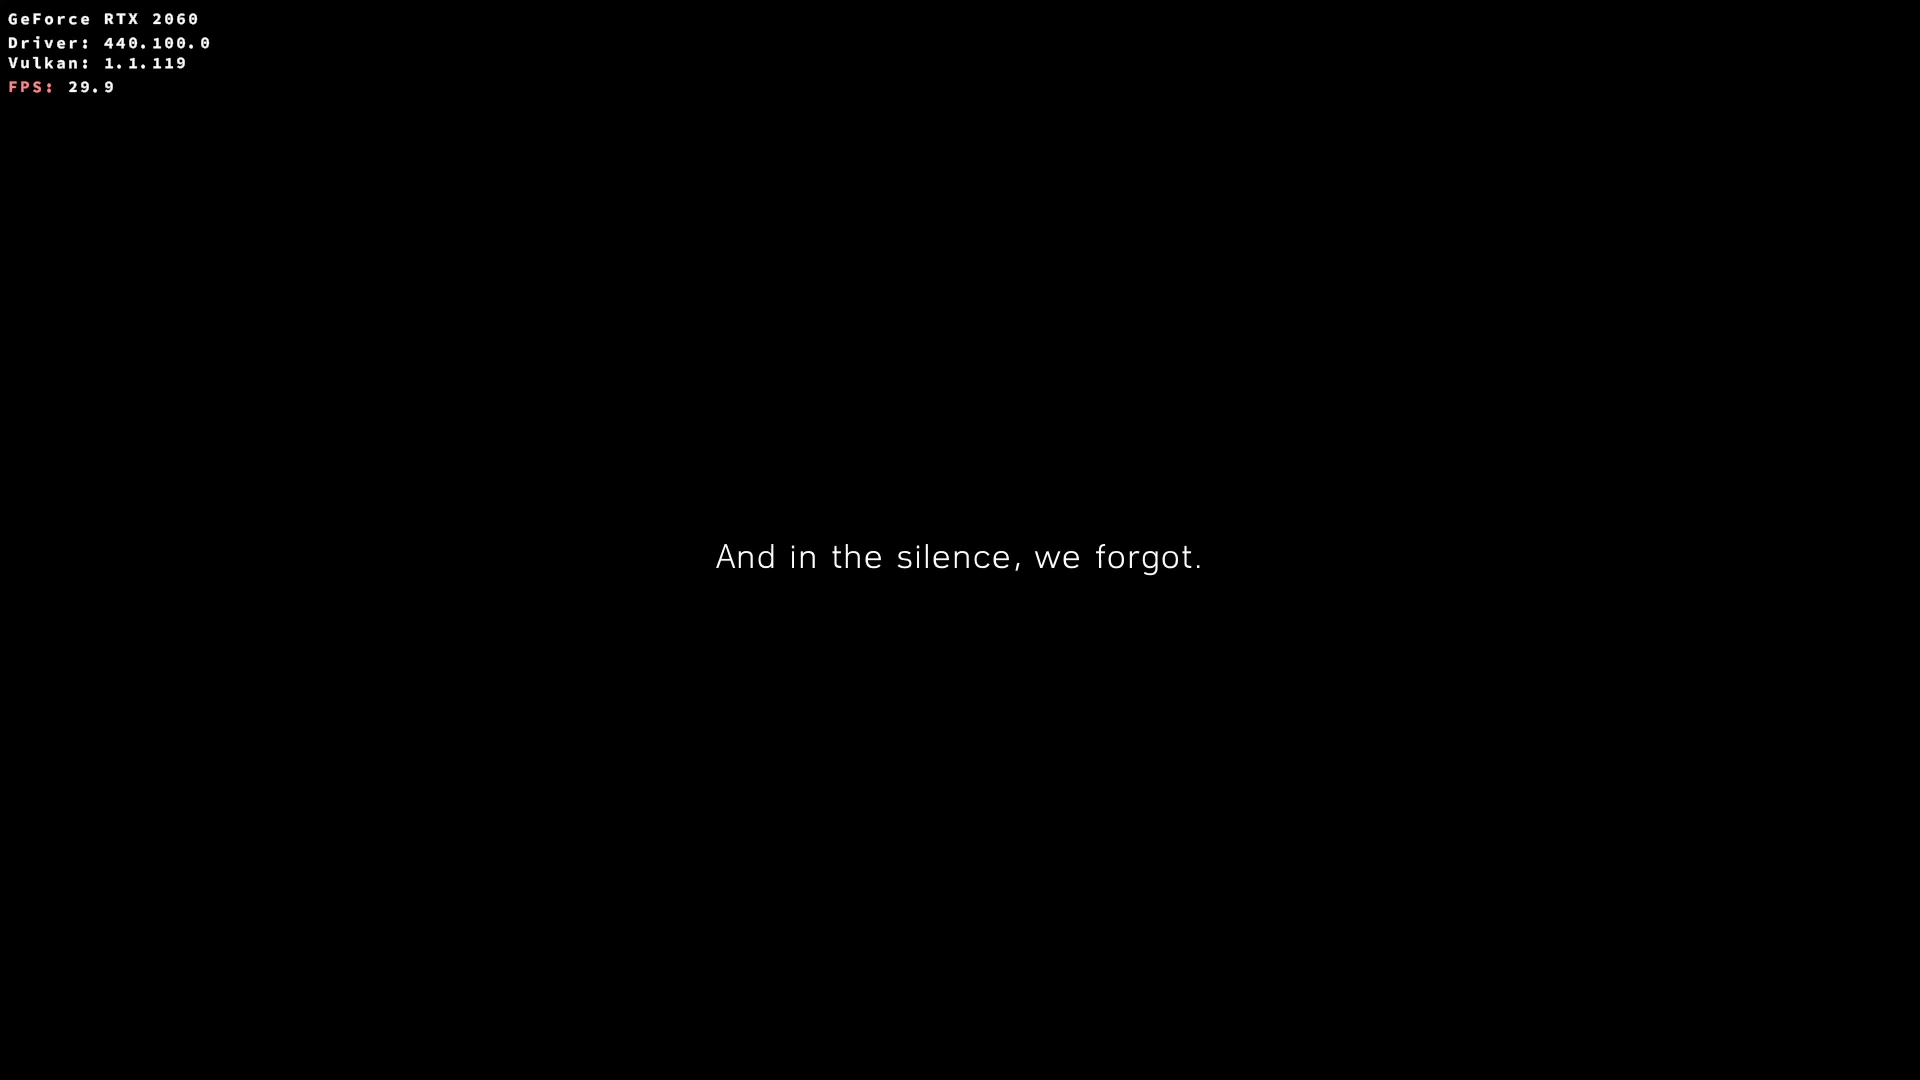 GeForce RTX 2060
Driver: 440.100.0
Vulkan: 1.1.119
FPS: 29.9
And in the silence, we forgot.